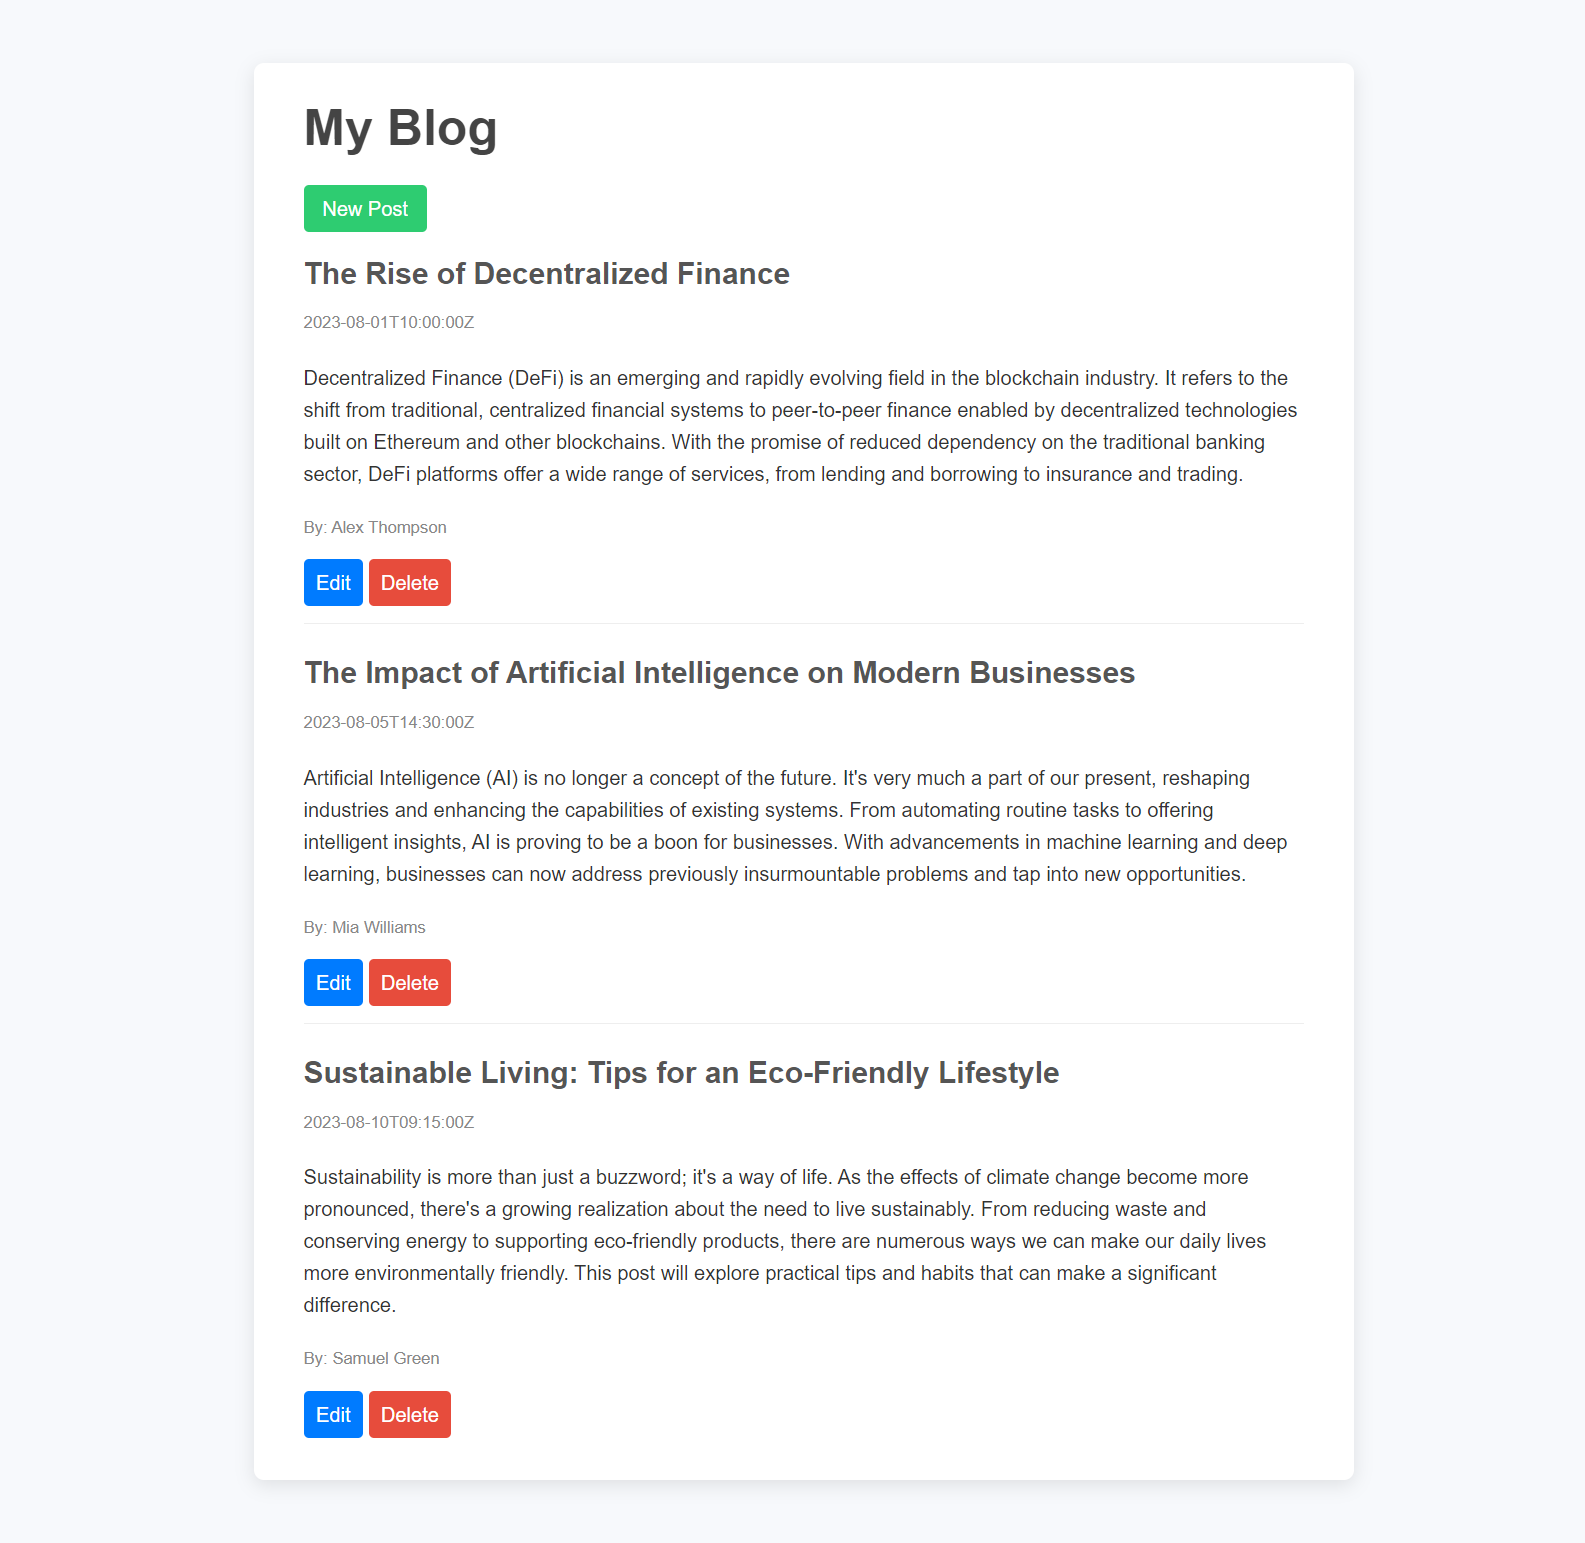 My Blog
New Post
The Rise of Decentralized Finance
2023-08-01T10:00:00Z
Decentralized Finance (DeFi) is an emerging and rapidly evolving field in the blockchain industry. It refers to the
shift from traditional, centralized financial systems to peer-to-peer finance enabled by decentralized technologies
built on Ethereum and other blockchains. With the promise of reduced dependency on the traditional banking
sector, DeFi platforms offer a wide range of services, from lending and borrowing to insurance and trading.
By: Alex Thompson
Edit Delete
The Impact of Artificial Intelligence on Modern Businesses
2023-08-05T14:30:00Z
Artificial Intelligence (AI) is no longer a concept of the future. It's very much a part of our present, reshaping
industries and enhancing the capabilities of existing systems. From automating routine tasks to offering
intelligent insights, AI is proving to be a boon for businesses. With advancements in machine learning and deep
learning, businesses can now address previously insurmountable problems and tap into new opportunities.
By: Mia Williams
Edit Delete
Sustainable Living: Tips for an Eco-Friendly Lifestyle
2023-08-10T09:15:00Z
Sustainability is more than just a buzzword; it's a way of life. As the effects of climate change become more
pronounced, there's a growing realization about the need to live sustainably. From reducing waste and
conserving energy to supporting eco-friendly products, there are numerous ways we can make our daily lives
more environmentally friendly. This post will explore practical tips and habits that can make a significant
difference.
By: Samuel Green
Edit Delete